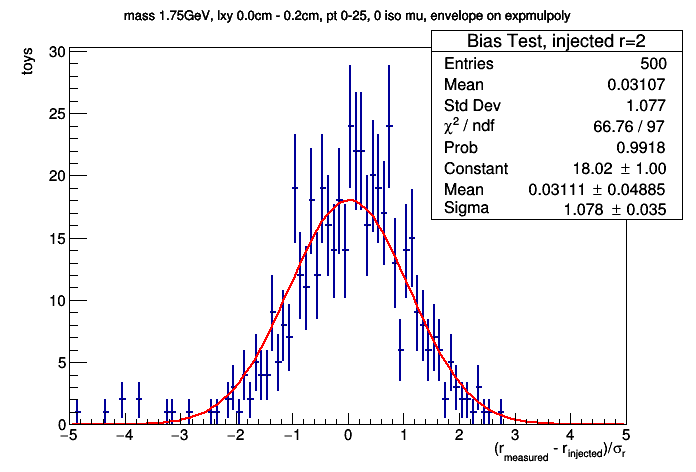 mass 1.75GeV, lxy 0.0cm - 0.2cm, pt 0-25, 0 iso mu, envelope on expmulpoly
Bias Test, injected r=2
Entries 500
Mean 0.03107
Std Dev 1.077
χ² / ndf 66.76 / 97
Prob 0.9918
Constant 18.02 ± 1.00
Mean 0.03111 ± 0.04885
Sigma 1.078 ± 0.035
toys
30
25
20
15
10
5
0
−5 −4 −3 −2 −1 0 1 2 3 4 5
(r_measured - r_injected)/σ_r